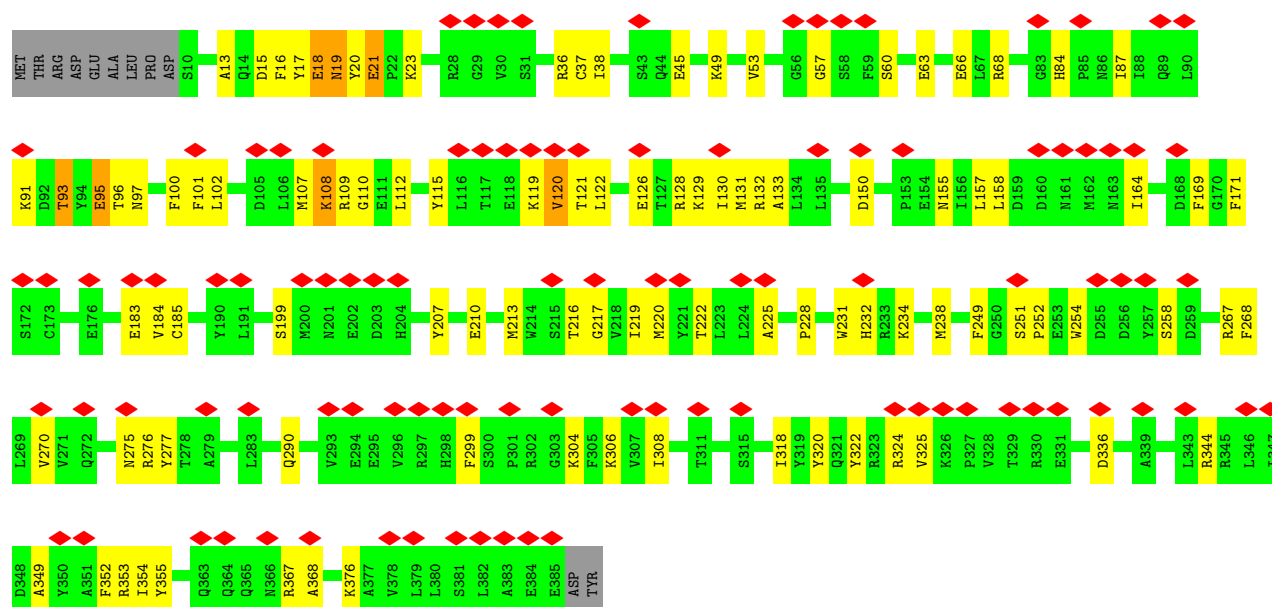 MET THR ARG ASP GLU ALA LEU PRO ASP S10 A13 Q14 D15 F16 Y17 E18 N19 Y20 E21 P22 K23 R28 G29 V30 S31 R36 C37 I38 S43 Q44 E45 K49 V53 G56 G57 S58 F59 S60 E63 E66 L67 R68 G83 H84 P85 N86 I87 I88 Q89 L90
K91 D92 T93 Y94 E95 T96 N97 F100 F101 L102 D105 L106 M107 K108 R109 G110 E111 L112 Y115 L116 T117 E118 K119 V120 T121 L122 E126 T127 R128 K129 I130 M131 R132 A133 L134 L135 D150 P153 E154 N155 I156 L157 L158 D159 D160 N161 M162 N163 I164 D168 F169 G170 F171
S172 C173 E176 E183 V184 C185 Y190 L191 S199 M200 N201 E202 D203 H204 Y207 E210 M213 W214 S215 T216 G217 V218 I219 M220 Y221 T222 L223 L224 A225 P228 W231 H232 R233 K234 M238 F249 G250 S251 P252 E253 W254 D255 D256 Y257 S258 D259 R267 F268
L269 V270 V271 Q272 N275 R276 Y277 T278 A279 L283 Q290 V293 E294 E295 V296 R297 H298 F299 S300 P301 R302 G303 K304 F305 K306 V307 I308 T311 S315 I318 Y319 Y320 Q321 Y322 R323 R324 V325 K326 P327 V328 T329 R330 E331 D336 A339 L343 R344 R345 L346
D348 A349 Y350 A351 F352 R353 I354 Y355 Q363 Q364 Q365 N366 R367 A368 K376 A377 V378 L379 L380 S381 L382 A383 E384 E385 ASP TYR